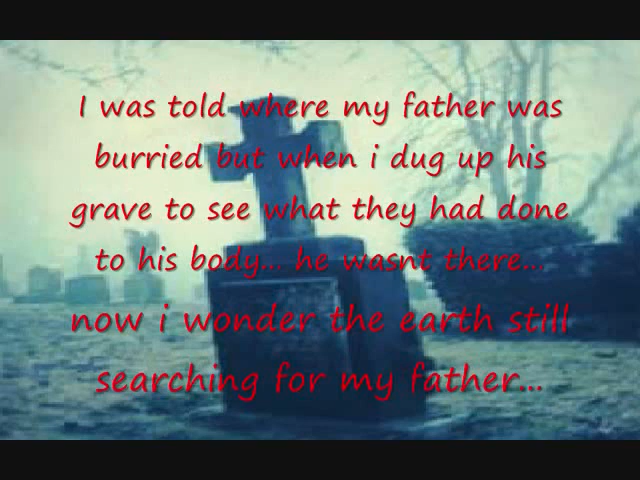 I was told where my father was
burried but when i dug up his
grave to see what they had done
to his body... he wasnt there...
now i wonder the earth still
searching for my father...